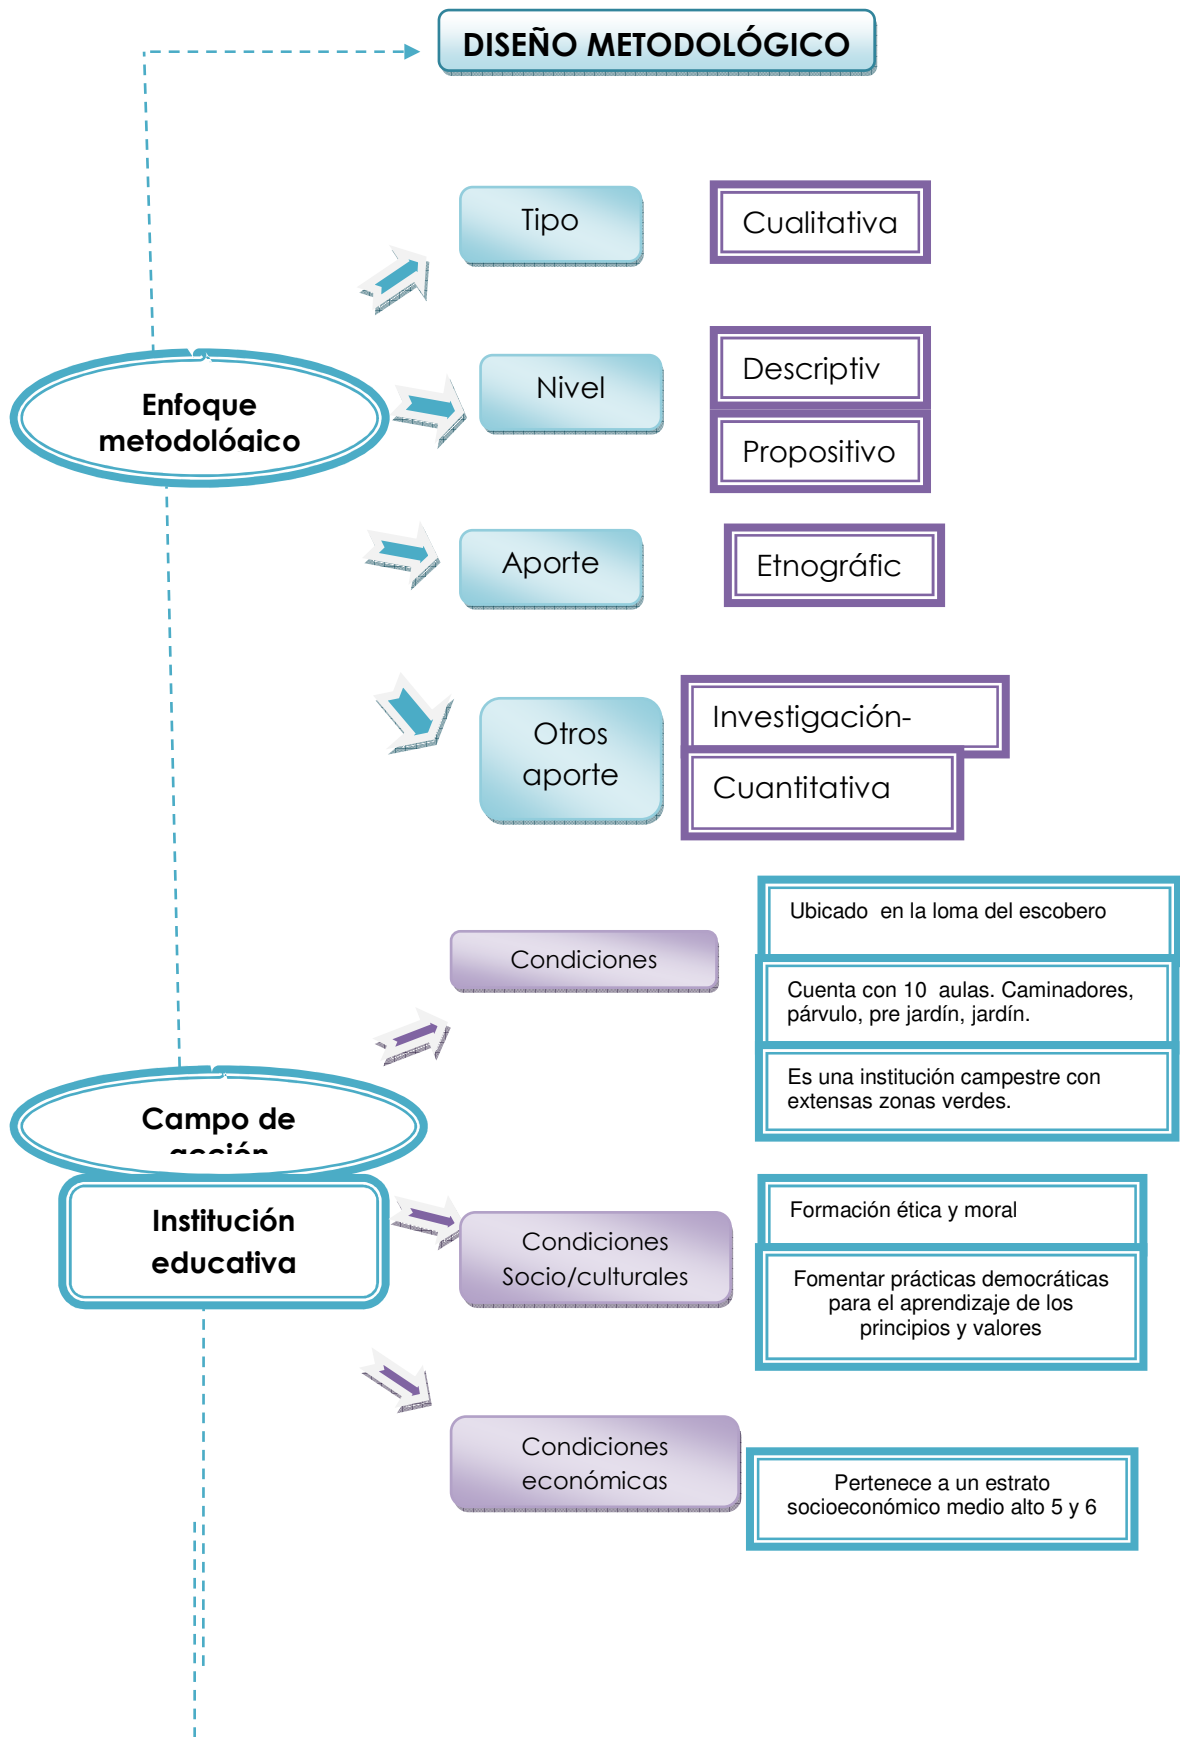 DISEÑO METODOLÓGICO
Tipo
Cualitativa
Enfoque
metodológico
Nivel
Descriptiv
Propositivo
Aporte
Etnográfic
Otros
aporte
Investigación-
Cuantitativa
Condiciones
Ubicado en la loma del escobero
Cuenta con 10 aulas. Caminadores,
párvulo, pre jardín, jardín.
Es una institución campestre con
extensas zonas verdes.
Campo de
acción
Institución
educativa
Condiciones
Socio/culturales
Formación ética y moral
Fomentar prácticas democráticas
para el aprendizaje de los
principios y valores
Condiciones
económicas
Pertenece a un estrato
socioeconómico medio alto 5 y 6